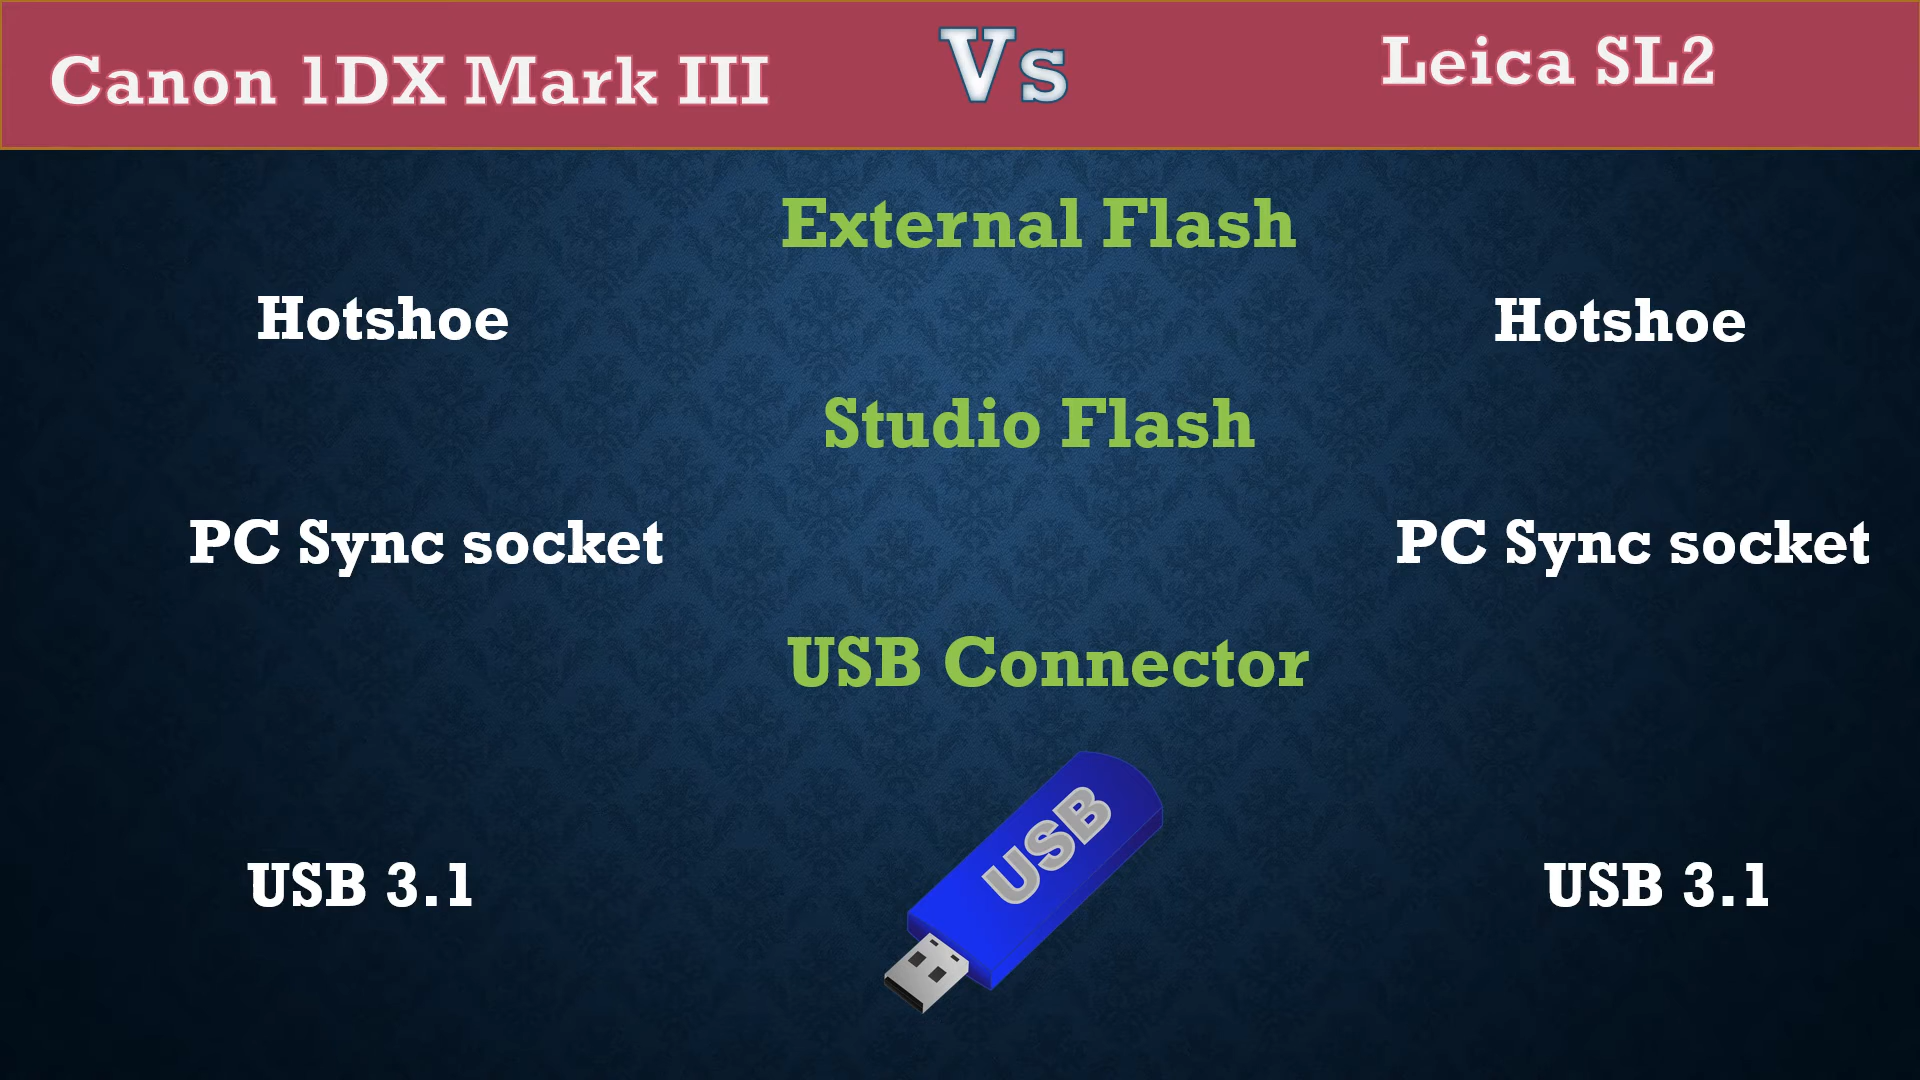 Canon 1DX Mark III Vs Leica SL2
External Flash
Hotshoe Hotshoe
Studio Flash
PC Sync socket PC Sync socket
USB Connector
USB
USB 3.1 USB 3.1